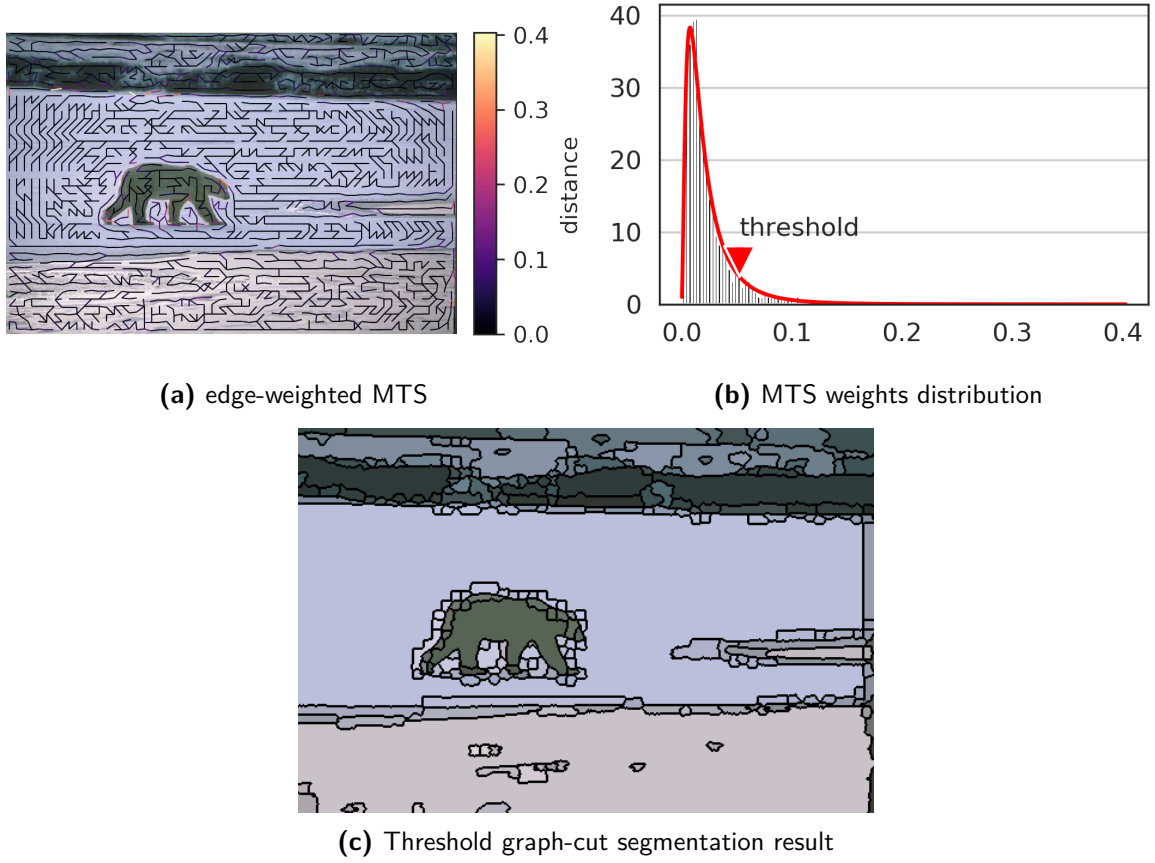 0.4
0.3
0.2
0.1
0.0
distance
40
30
20
10
0
threshold
0.0 0.1 0.2 0.3 0.4
(a) edge-weighted MTS
(b) MTS weights distribution
(c) Threshold graph-cut segmentation result